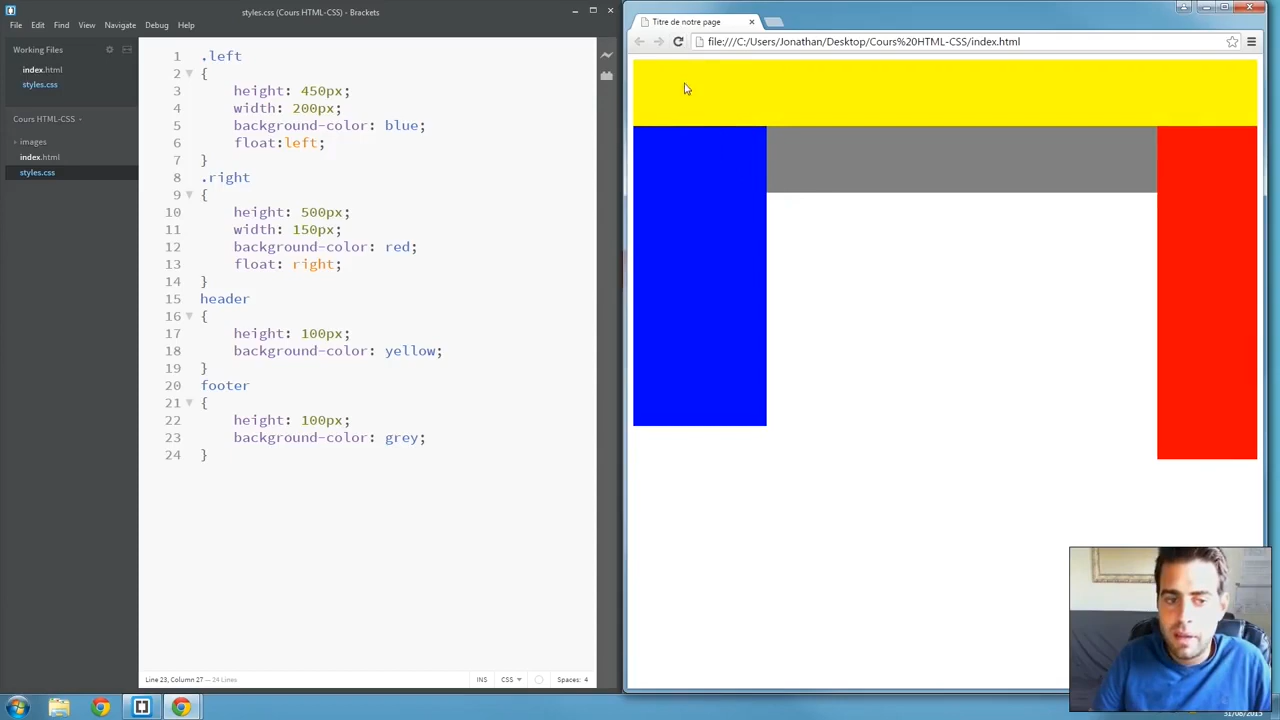 styles.css (Cours HTML-CSS) - Brackets
File Edit Find View Navigate Debug Help
Working Files
index.html
styles.css
Cours HTML-CSS
images
index.html
styles.css
1 .left
2 {
3 height: 450px;
4 width: 200px;
5 background-color: blue;
6 float:left;
7 }
8 .right
9 {
10 height: 500px;
11 width: 150px;
12 background-color: red;
13 float: right;
14 }
15 header
16 {
17 height: 100px;
18 background-color: yellow;
19 }
20 footer
21 {
22 height: 100px;
23 background-color: grey;
24 }
Line 23, Column 27 — 24 Lines
INS CSS Spaces: 4
Titre de notre page
file:///C:/Users/Jonathan/Desktop/Cours%20HTML-CSS/index.html
31/08/2015